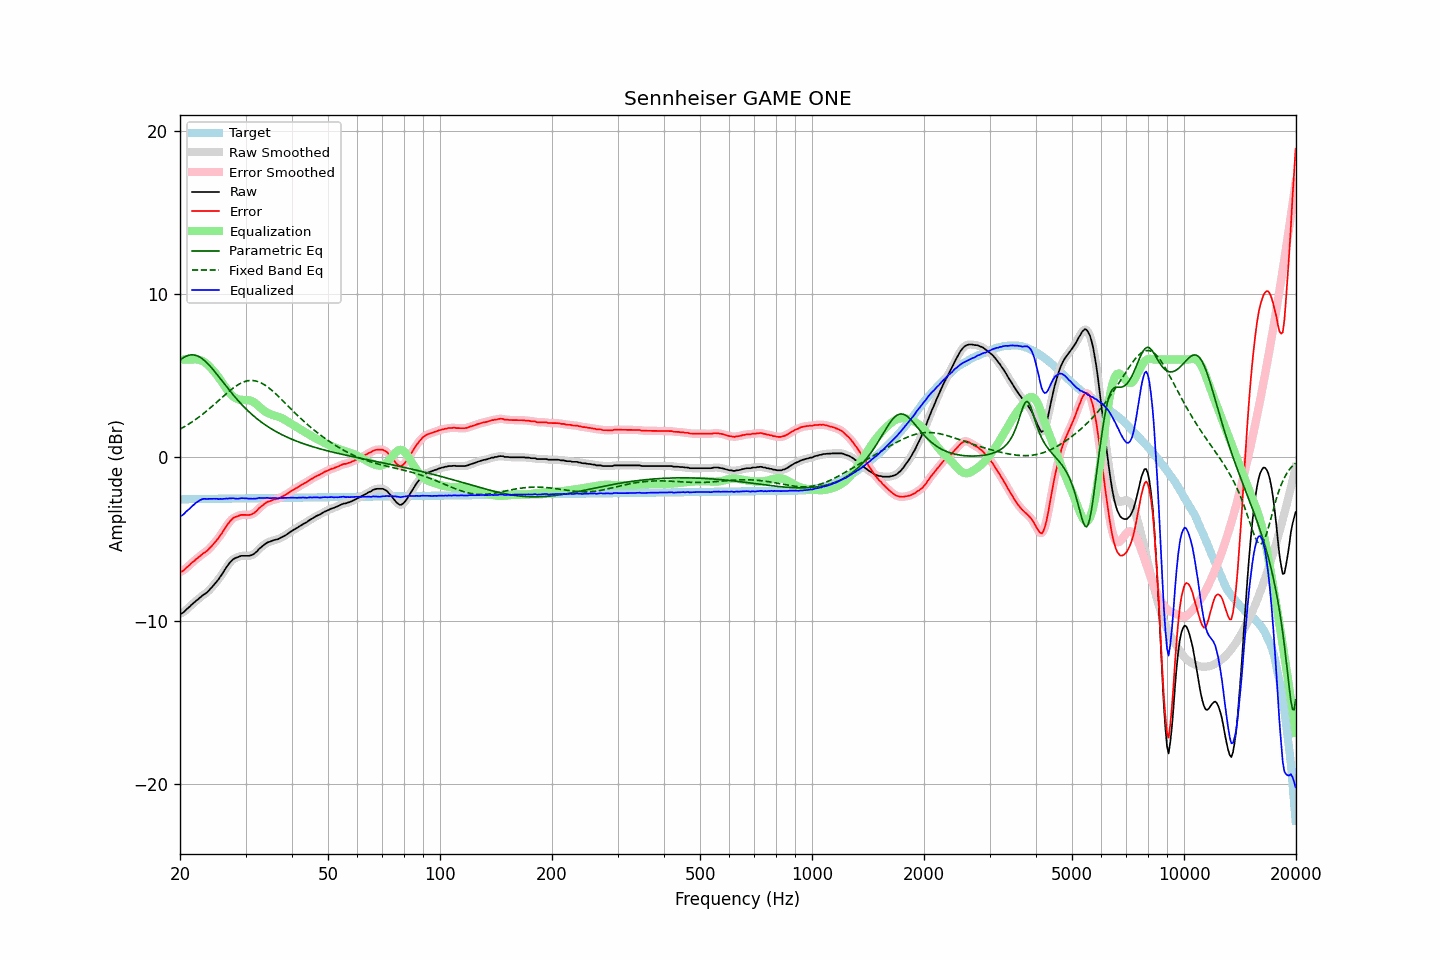 Sennheiser GAME ONE
Target
Raw Smoothed
Error Smoothed
Raw
Error
Equalization
Parametric Eq
Fixed Band Eq
Equalized
20
10
0
−10
−20
Amplitude (dBr)
20
50
100
200
500
1000
2000
5000
10000
20000
Frequency (Hz)